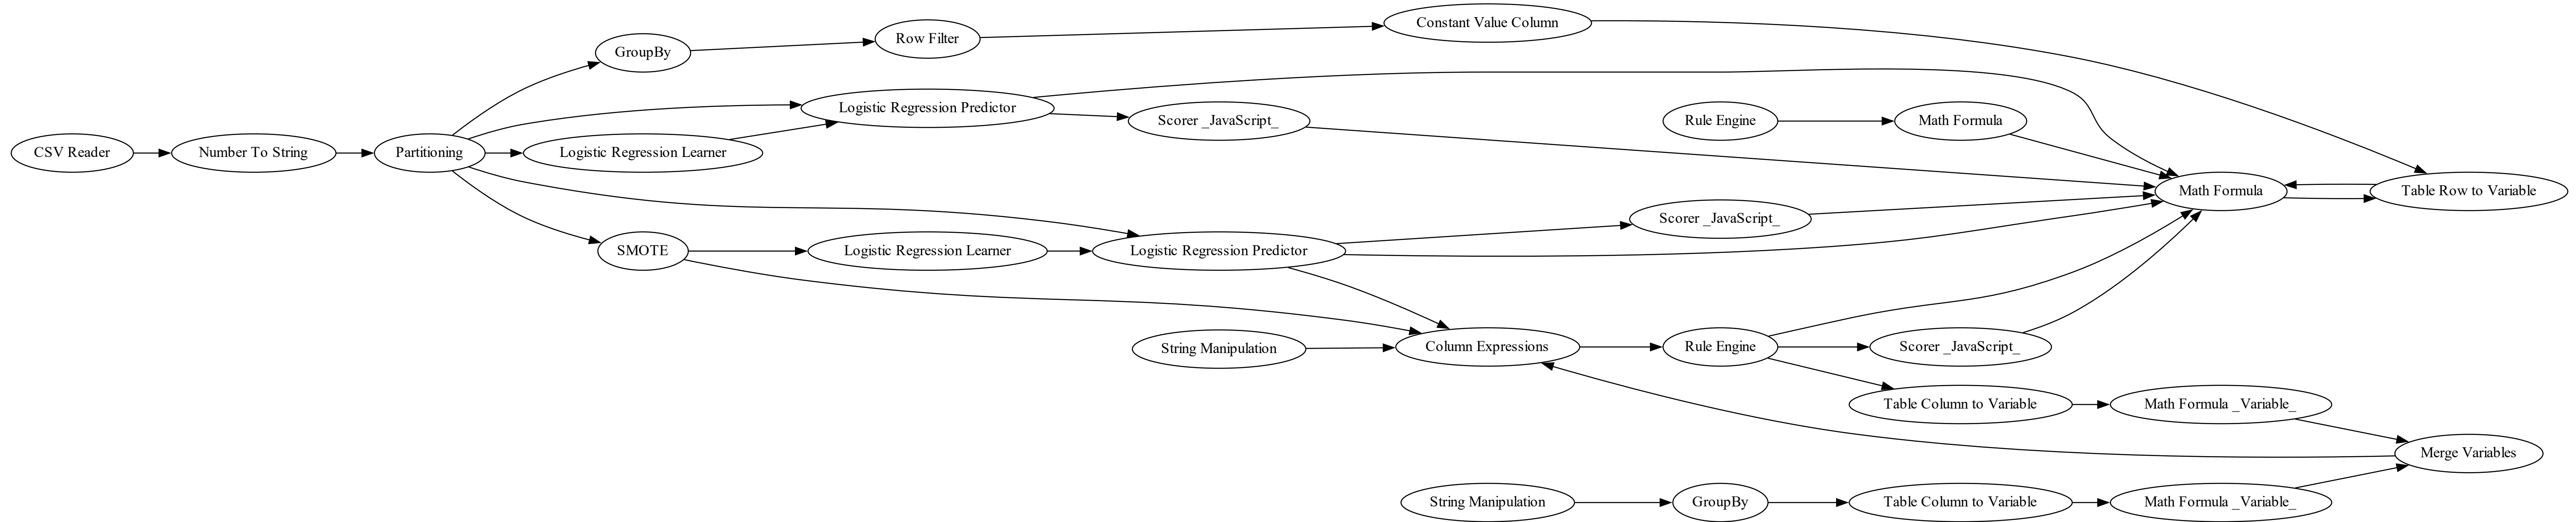 Constant Value Column
Row Filter
GroupBy
Logistic Regression Predictor
Scorer _JavaScript_
Rule Engine
Math Formula
CSV Reader
Number To String
Partitioning
Logistic Regression Learner
Math Formula
Table Row to Variable
Scorer _JavaScript_
SMOTE
Logistic Regression Learner
Logistic Regression Predictor
String Manipulation
Column Expressions
Rule Engine
Scorer _JavaScript_
Table Column to Variable
Math Formula _Variable_
Merge Variables
String Manipulation
GroupBy
Table Column to Variable
Math Formula _Variable_